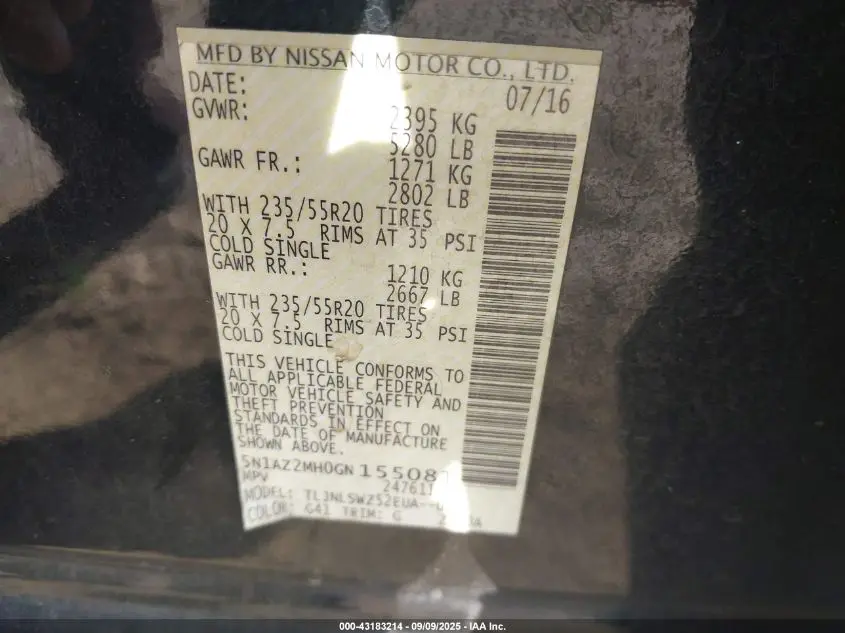 MFD BY NISSAN MOTOR CO., LTD.
DATE: 07/16
GVWR: 2395 KG
5280 LB
GAWR FR.: 1271 KG
2802 LB
WITH 235/55R20 TIRES
20 X 7.5 RIMS AT 35 PSI
COLD SINGLE
GAWR RR.: 1210 KG
2667 LB
WITH 235/55R20 TIRES
20 X 7.5 RIMS AT 35 PSI
COLD SINGLE
THIS VEHICLE CONFORMS TO
ALL APPLICABLE FEDERAL
MOTOR VEHICLE SAFETY AND
THEFT PREVENTION
STANDARDS IN EFFECT ON
THE DATE OF MANUFACTURE
SHOWN ABOVE.
5N1AZ2MH0GN
MPV
MODEL:
COLOR: G41 TRIM: G
000-43183214 - 09/09/2025 - IAA Inc.